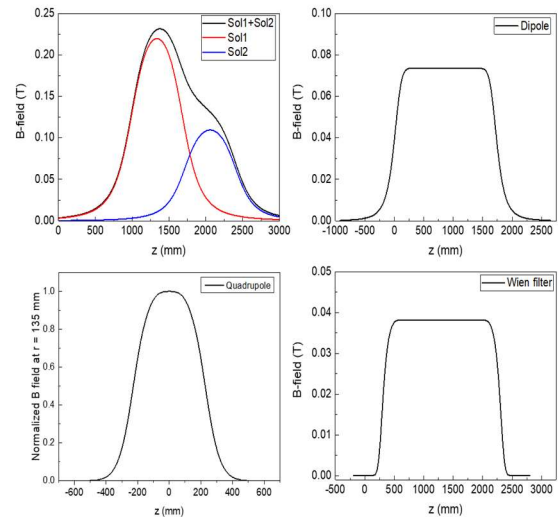 Sol1+Sol2
Sol1
Sol2
B-field (T)
0.25
0.20
0.15
0.10
0.05
0.00
0 500 1000 1500 2000 2500 3000
z (mm)
Dipole
B-field (T)
0.10
0.08
0.06
0.04
0.02
0.00
-1000 -500 0 500 1000 1500 2000 2500
z (mm)
Quadrupole
Normalized B field at r = 135 mm
1.0
0.8
0.6
0.4
0.2
0.0
-600 -400 -200 0 200 400 600
z (mm)
Wien filter
B-field (T)
0.05
0.04
0.03
0.02
0.01
0.00
-500 0 500 1000 1500 2000 2500 3000
z (mm)